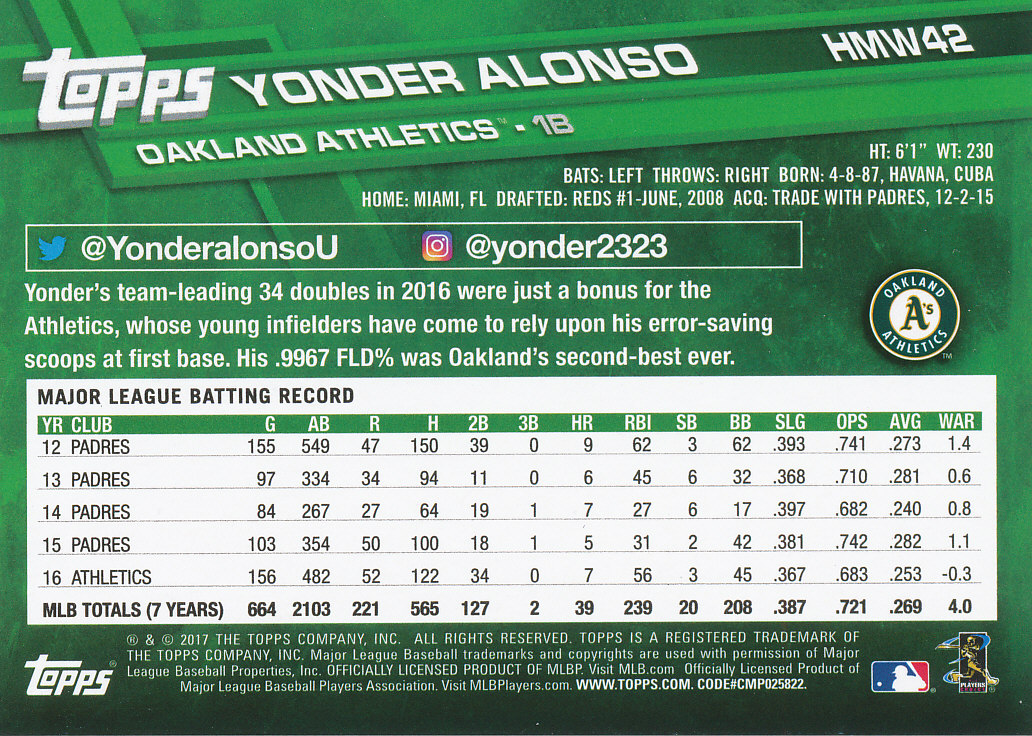 HMW42
TOPPS YONDER ALONSO
OAKLAND ATHLETICS™ - 1B
HT: 6'1" WT: 230
BATS: LEFT THROWS: RIGHT BORN: 4-8-87, HAVANA, CUBA
HOME: MIAMI, FL DRAFTED: REDS #1-JUNE, 2008 ACQ: TRADE WITH PADRES, 12-2-15
@YonderalonsoU @yonder2323
Yonder's team-leading 34 doubles in 2016 were just a bonus for the
Athletics, whose young infielders have come to rely upon his error-saving
scoops at first base. His .9967 FLD% was Oakland's second-best ever.
OAKLAND
A's
ATHLETICS
TM
MAJOR LEAGUE BATTING RECORD
YR CLUB G AB R H 2B 3B HR RBI SB BB SLG OPS AVG WAR
12 PADRES 155 549 47 150 39 0 9 62 3 62 .393 .741 .273 1.4
13 PADRES 97 334 34 94 11 0 6 45 6 32 .368 .710 .281 0.6
14 PADRES 84 267 27 64 19 1 7 27 6 17 .397 .682 .240 0.8
15 PADRES 103 354 50 100 18 1 5 31 2 42 .381 .742 .282 1.1
16 ATHLETICS 156 482 52 122 34 0 7 56 3 45 .367 .683 .253 -0.3
MLB TOTALS (7 YEARS) 664 2103 221 565 127 2 39 239 20 208 .387 .721 .269 4.0
® & © 2017 THE TOPPS COMPANY, INC. ALL RIGHTS RESERVED. TOPPS IS A REGISTERED TRADEMARK OF
THE TOPPS COMPANY, INC. Major League Baseball trademarks and copyrights are used with permission of Major
League Baseball Properties, Inc. OFFICIALLY LICENSED PRODUCT OF MLBP. Visit MLB.com Officially Licensed Product of
Major League Baseball Players Association. Visit MLBPlayers.com. WWW.TOPPS.COM. CODE#CMP025822.
TOPPS®
PLAYERS
CHOICE